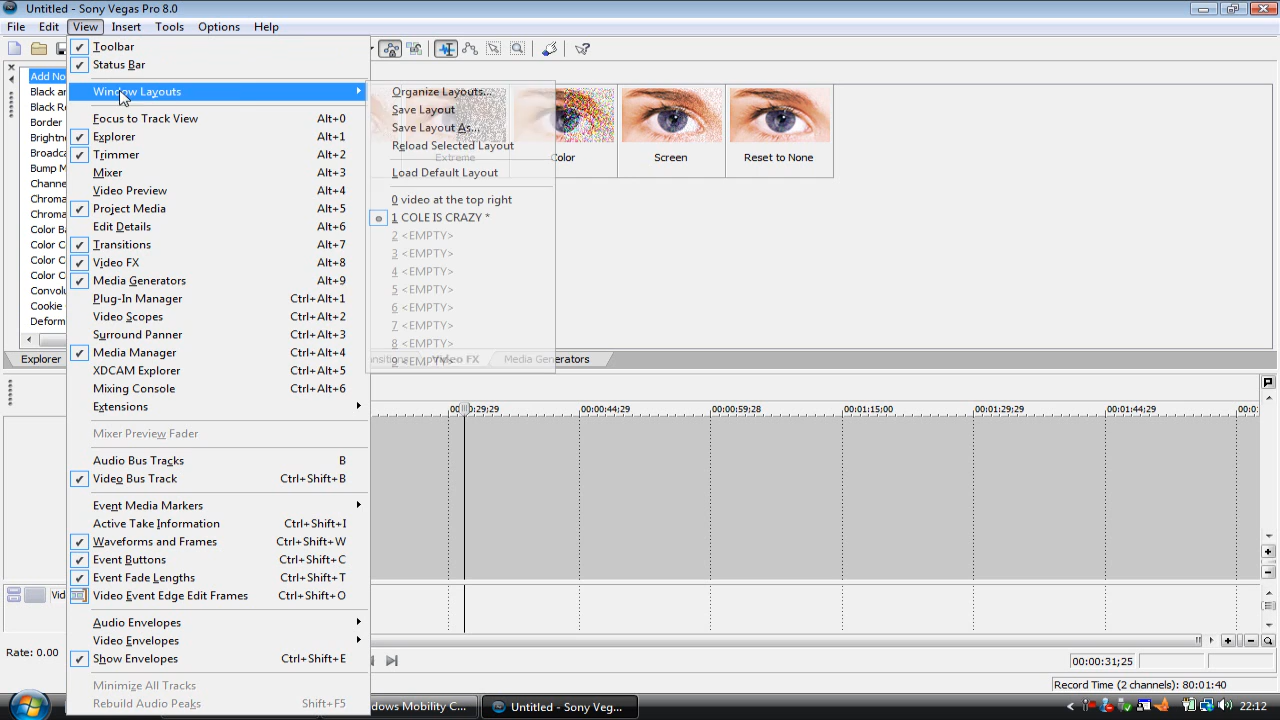 Untitled - Sony Vegas Pro 8.0
File Edit View Insert Tools Options Help
Toolbar
Status Bar
Window Layouts
Focus to Track View Alt+0
Explorer Alt+1
Trimmer Alt+2
Mixer Alt+3
Video Preview Alt+4
Project Media Alt+5
Edit Details Alt+6
Transitions Alt+7
Video FX Alt+8
Media Generators Alt+9
Plug-In Manager Ctrl+Alt+1
Video Scopes Ctrl+Alt+2
Surround Panner Ctrl+Alt+3
Media Manager Ctrl+Alt+4
XDCAM Explorer Ctrl+Alt+5
Mixing Console Ctrl+Alt+6
Extensions
Mixer Preview Fader
Audio Bus Tracks B
Video Bus Track Ctrl+Shift+B
Event Media Markers
Active Take Information Ctrl+Shift+I
Waveforms and Frames Ctrl+Shift+W
Event Buttons Ctrl+Shift+C
Event Fade Lengths Ctrl+Shift+T
Video Event Edge Edit Frames Ctrl+Shift+O
Audio Envelopes
Video Envelopes
Show Envelopes Ctrl+Shift+E
Minimize All Tracks
Rebuild Audio Peaks Shift+F5
Organize Layouts...
Save Layout
Save Layout As...
Reload Selected Layout
Load Default Layout
0 video at the top right
1 COLE IS CRAZY *
2 <EMPTY>
3 <EMPTY>
4 <EMPTY>
5 <EMPTY>
6 <EMPTY>
7 <EMPTY>
8 <EMPTY>
9 <EMPTY>
Add No
Black an
Black Re
Border
Brightne
Broadca
Bump M
Channe
Chroma
Chroma
Color C
Color C
Color C
Convolu
Cookie
Deform
Extreme Color Screen Reset to None
Explorer ansitions Video FX Media Generators
00:00:29;29 00:00:44;29 00:00:59;28 00:01:15;00 00:01:29;29 00:01:44;29 00:0
Vid
Rate: 0.00
00:00:31;25
Record Time (2 channels): 80:01:40
dows Mobility C... Untitled - Sony Veg... 22:12